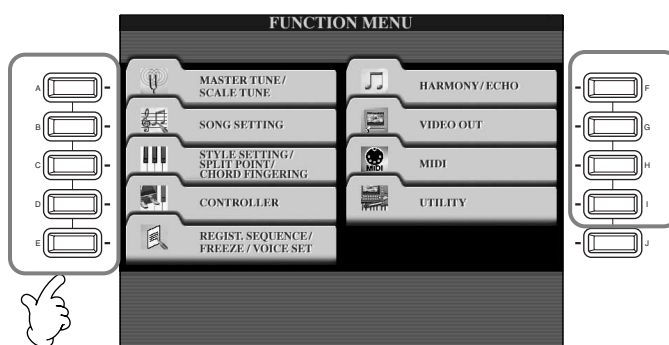 FUNCTION MENU
A
MASTER TUNE/
SCALE TUNE
B
SONG SETTING
C
STYLE SETTING/
SPLIT POINT/
CHORD FINGERING
D
CONTROLLER
E
REGIST. SEQUENCE/
FREEZE / VOICE SET
HARMONY/ECHO
F
VIDEO OUT
G
MIDI
MIDI
H
UTILITY
I
J